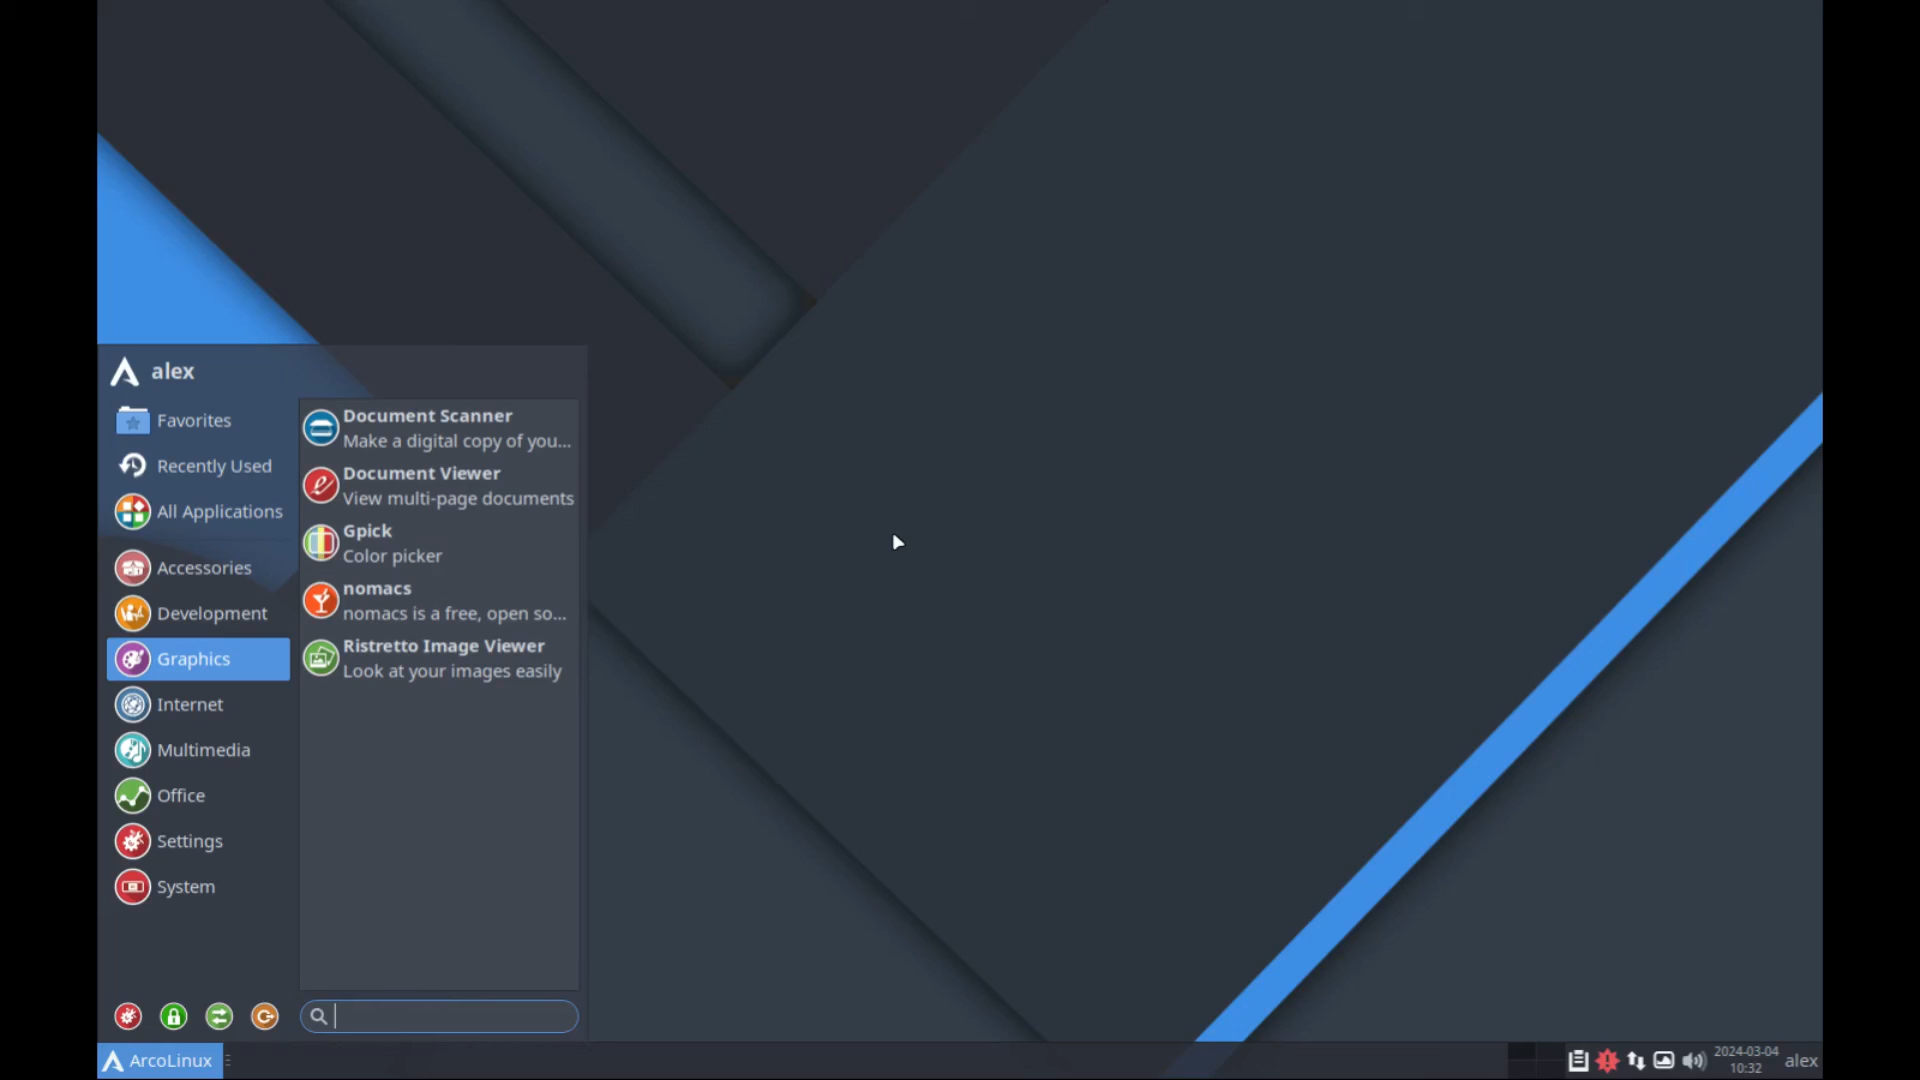 alex
Favorites
Recently Used
All Applications
Accessories
Development
Graphics
Internet
Multimedia
Office
Settings
System
Document Scanner
Make a digital copy of you...
Document Viewer
View multi-page documents
Gpick
Color picker
nomacs
nomacs is a free, open so...
Ristretto Image Viewer
Look at your images easily
ArcoLinux
2024-03-04
10:32
alex